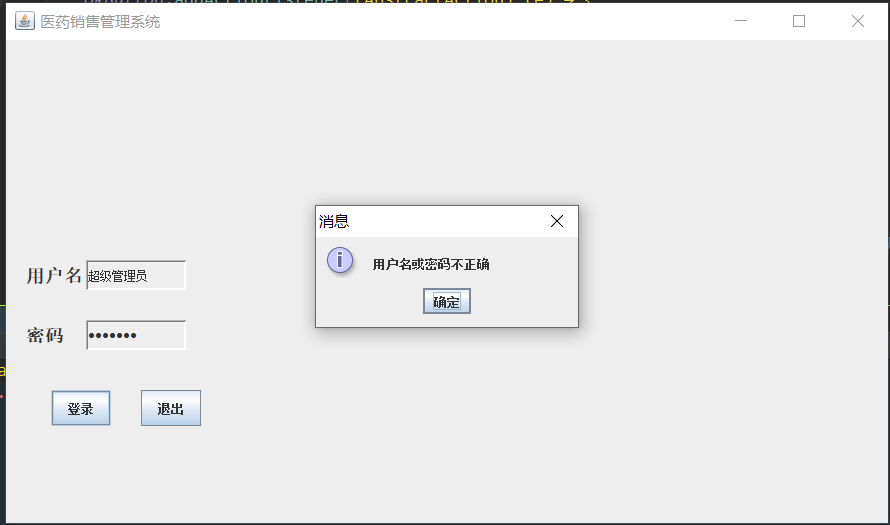 医药销售管理系统
消息
用户名或密码不正确
确定
用户名 超级管理员
密码 •••••••
登录 退出